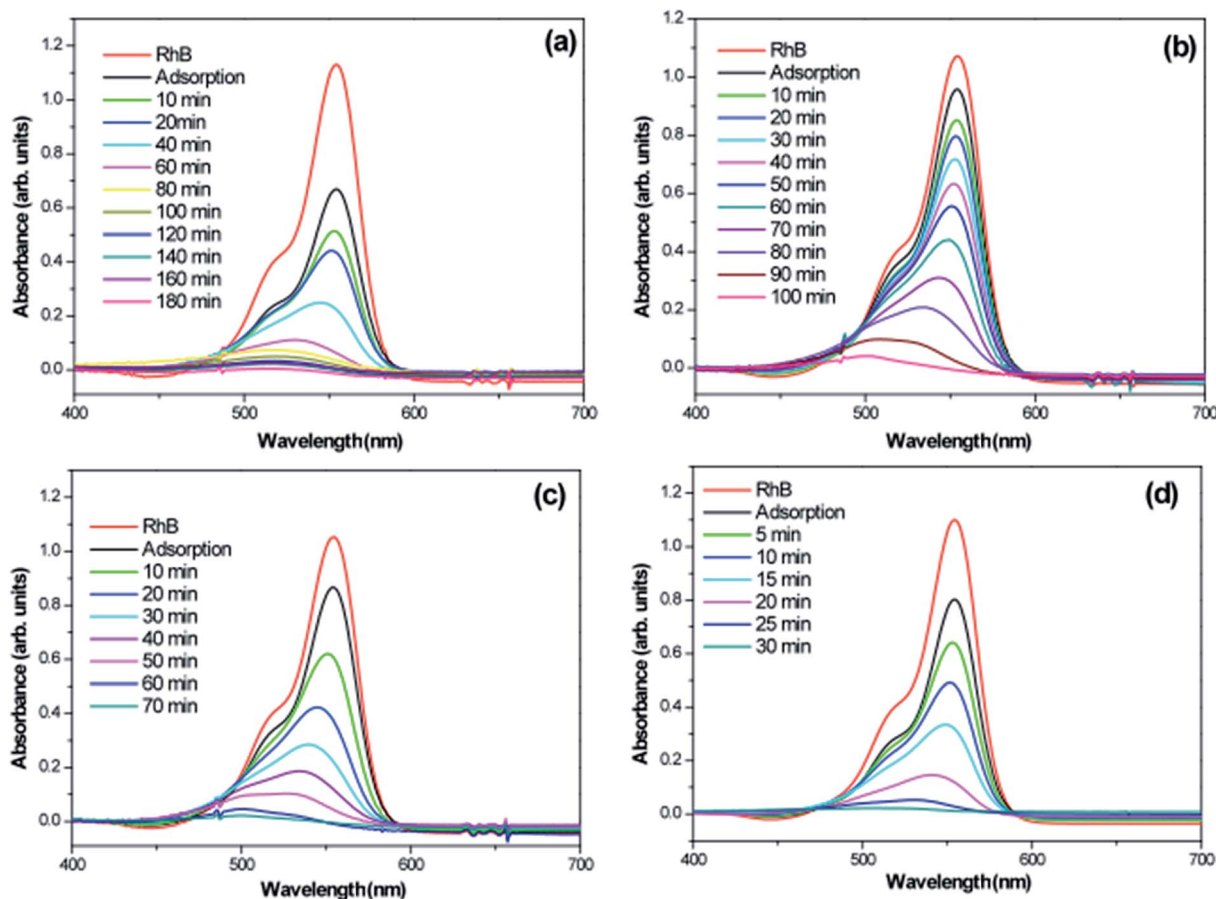 (a)
1.2
1.0
0.8
0.6
0.4
0.2
0.0
Absorbance (arb. units)
RhB
Adsorption
10 min
20min
40 min
60 min
80 min
100 min
120 min
140 min
160 min
180 min
400
500
600
700
Wavelength(nm)
(b)
1.2
1.0
0.8
0.6
0.4
0.2
0.0
Absorbance (arb. units)
RhB
Adsorption
10 min
20 min
30 min
40 min
50 min
60 min
70 min
80 min
90 min
100 min
400
500
600
700
Wavelength(nm)
(c)
1.2
1.0
0.8
0.6
0.4
0.2
0.0
Absorbance (arb. units)
RhB
Adsorption
10 min
20 min
30 min
40 min
50 min
60 min
70 min
400
500
600
700
Wavelength(nm)
(d)
1.2
1.0
0.8
0.6
0.4
0.2
0.0
Absorbance (arb. units)
RhB
Adsorption
5 min
10 min
15 min
20 min
25 min
30 min
400
500
600
700
Wavelength(nm)